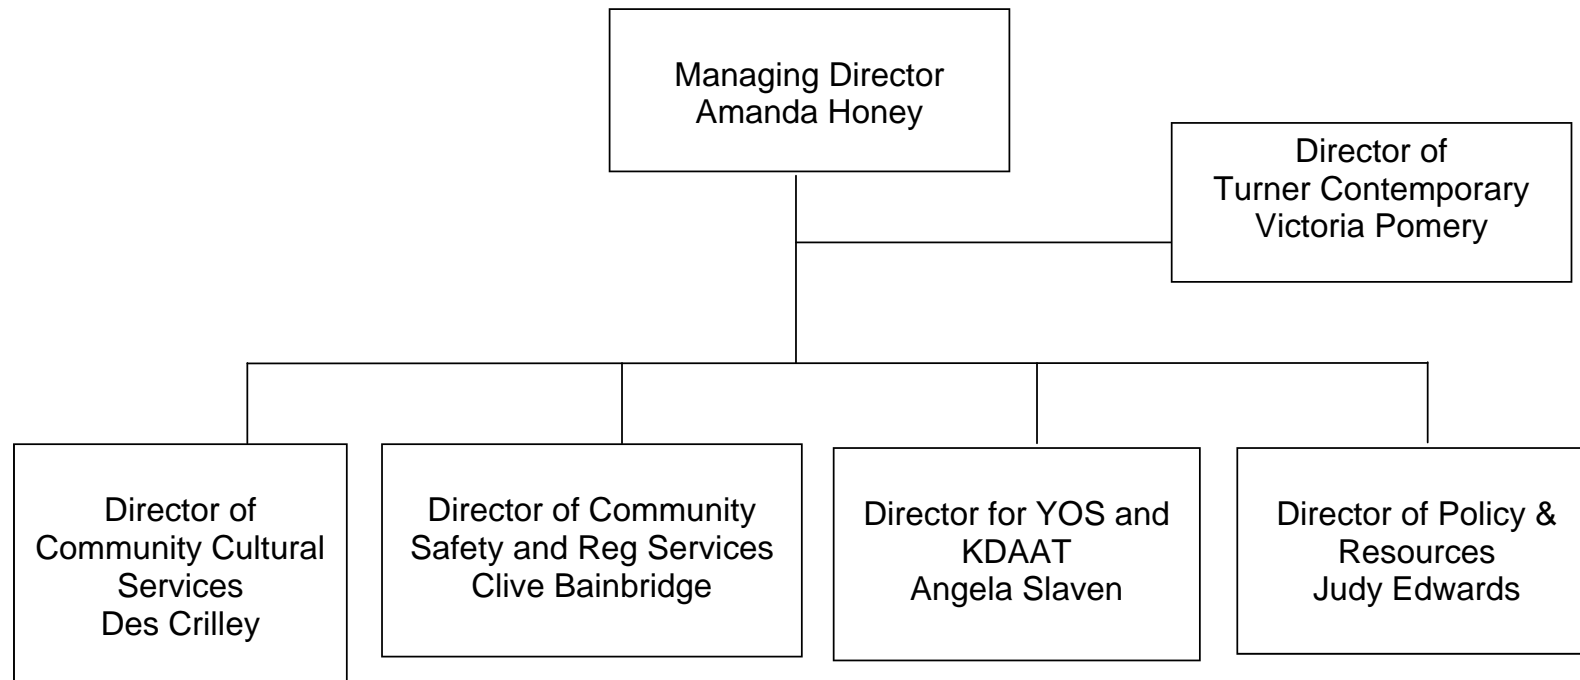 Managing Director
Amanda Honey
Director of
Turner Contemporary
Victoria Pomery
Director of
Community Cultural
Services
Des Crilley
Director of Community
Safety and Reg Services
Clive Bainbridge
Director for YOS and
KDAAT
Angela Slaven
Director of Policy &
Resources
Judy Edwards